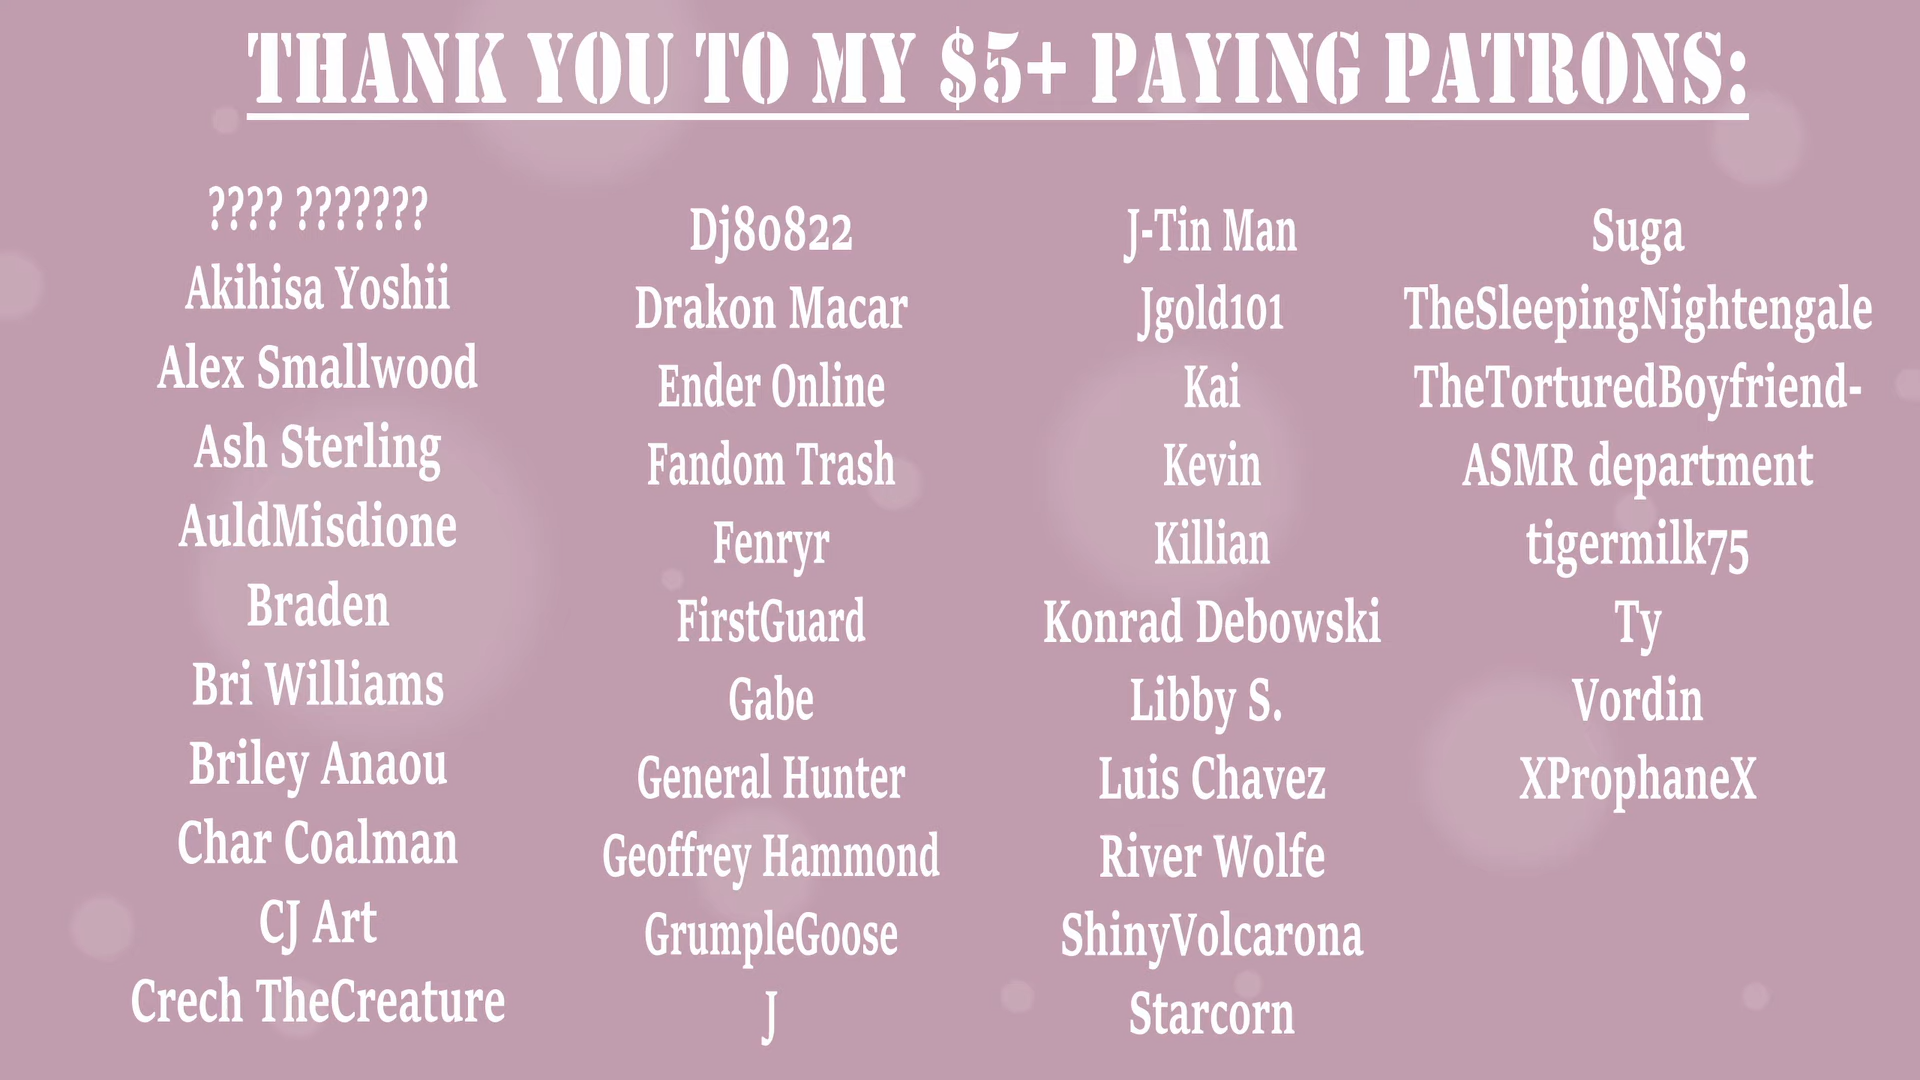 THANK YOU TO MY $5+ PAYING PATRONS:
???? ???????
Akihisa Yoshii
Alex Smallwood
Ash Sterling
AuldMisdione
Braden
Bri Williams
Briley Anaou
Char Coalman
CJ Art
Crech TheCreature
Dj80822
Drakon Macar
Ender Online
Fandom Trash
Fenryr
FirstGuard
Gabe
General Hunter
Geoffrey Hammond
GrumpleGoose
J
J-Tin Man
Jgold101
Kai
Kevin
Killian
Konrad Debowski
Libby S.
Luis Chavez
River Wolfe
ShinyVolcarona
Starcorn
Suga
TheSleepingNightengale
TheTorturedBoyfriend-
ASMR department
tigermilk75
Ty
Vordin
XProphaneX